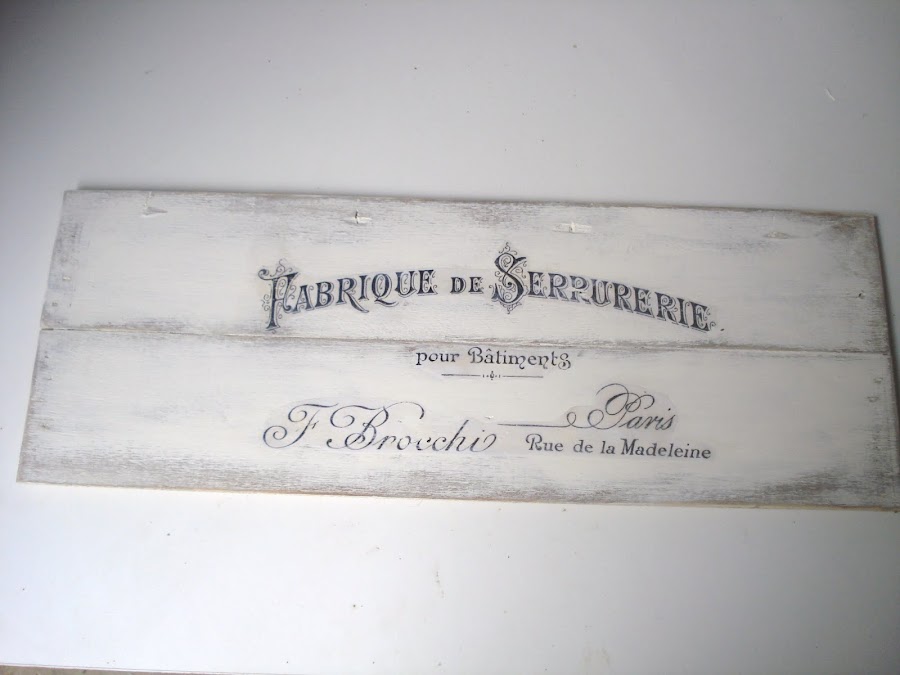 FABRIQUE DE SERRURERIE
pour Bâtiments
F Brocchi
Paris
Rue de la Madeleine